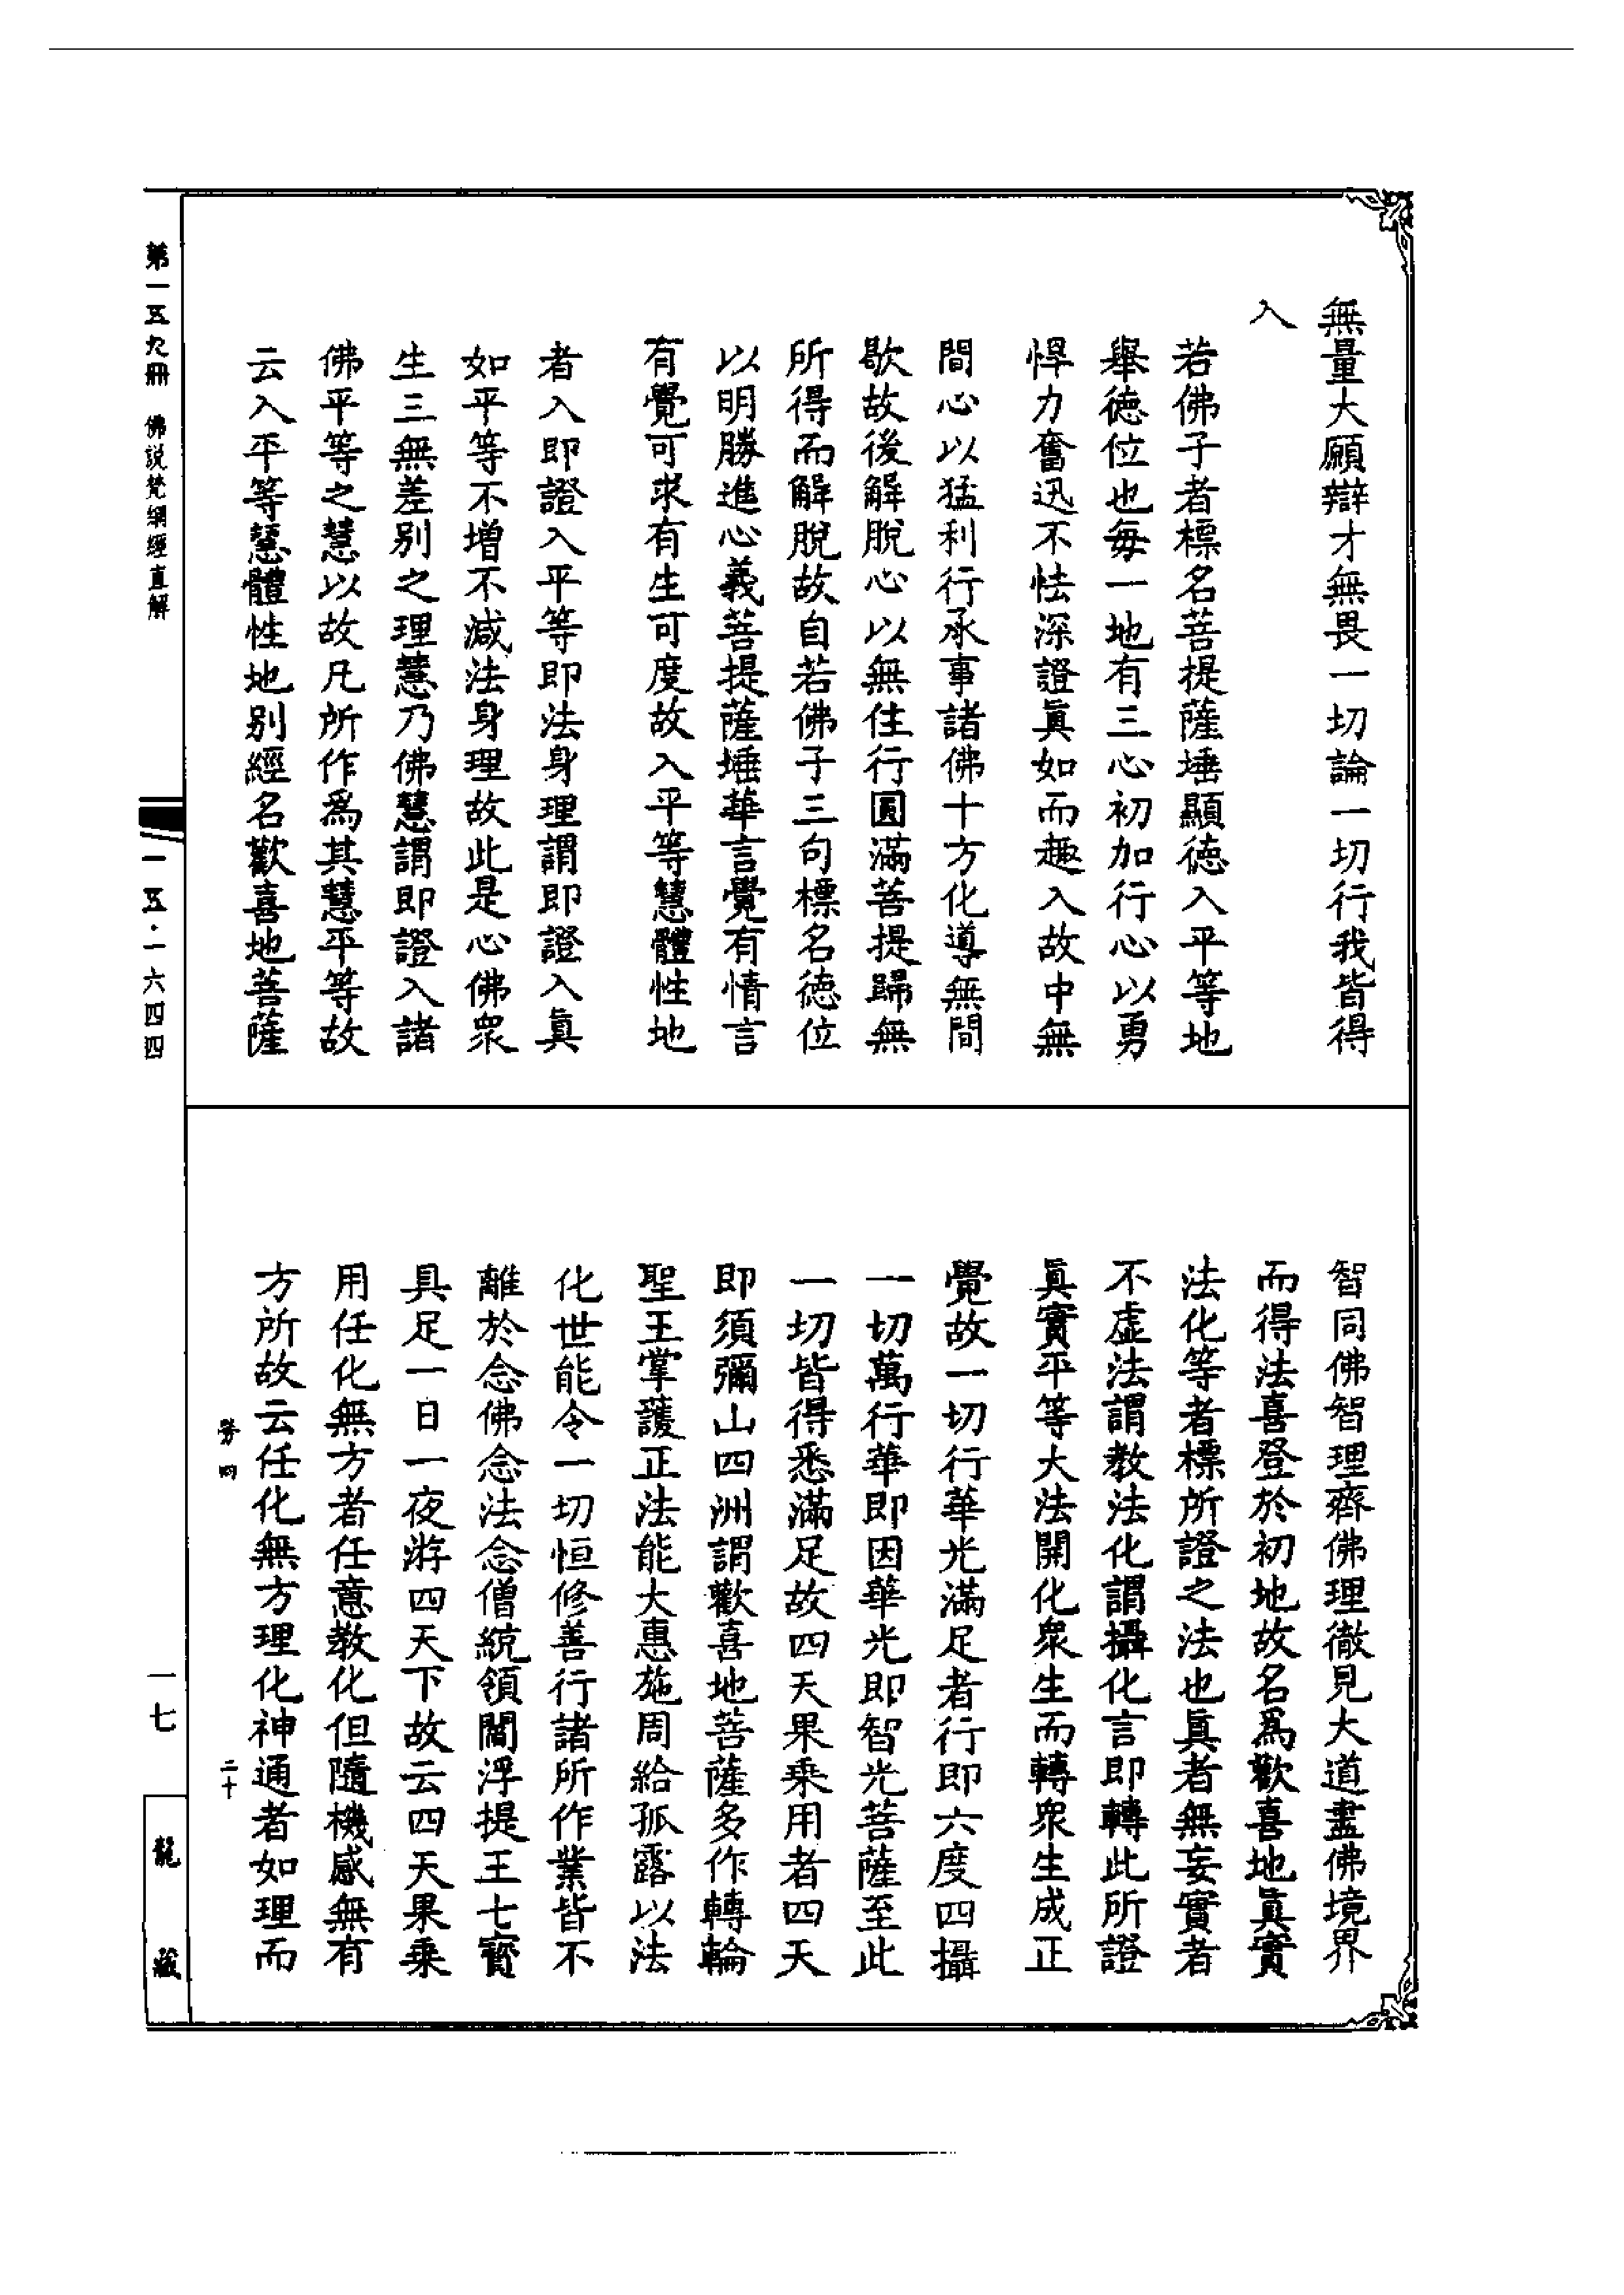 無量大願辯才無畏一切論一切行我皆得
入
若佛子者標名菩提薩埵顯德入平等地
舉德位也每一地有三心初加行心以勇
悍力奮迅不怯深證眞如而趣入故中無
間心以猛利行承事諸佛十方化導無間
歇故後解脫心以無住行圓滿菩提歸無
所得而解脫故自若佛子三句標名德位
以明勝進心義菩提薩埵華言覺有情言
有覺可求有生可度故入平等慧體性地
者入即證入平等即法身理謂即證入眞
如平等不增不減法身理故此是心佛衆
生三無差別之理慧乃佛慧謂即證入諸
佛平等之慧以故凡所作爲其慧平等故
云入平等慧體性地別經名歡喜地菩薩
智同佛智理齊佛理徹見大道盡佛境界
而得法喜登於初地故名爲歡喜地眞實
法化等者標所證之法也眞者無妄實者
不虛法謂教法化謂攝化言即轉此所證
眞實平等大法開化衆生而轉衆生成正
覺故一切行華光滿足者行即六度四攝
一切萬行華即因華光即智光菩薩至此
一切皆得悉滿足故四天果乘用者四天
即須彌山四洲謂歡喜地菩薩多作轉輪
聖王掌護正法能大惠施周給孤露以法
化世能令一切恒修善行諸所作業皆不
離於念佛念法念僧統領閻浮提王七寶
具足一日一夜游四天下故云四天果乘
用任化無方者任意教化但隨機感無有
方所故云任化無方理化神通者如理而
勞四
二十
第一五九冊 佛説梵網經直解
一五·一六四四
一七
龍藏